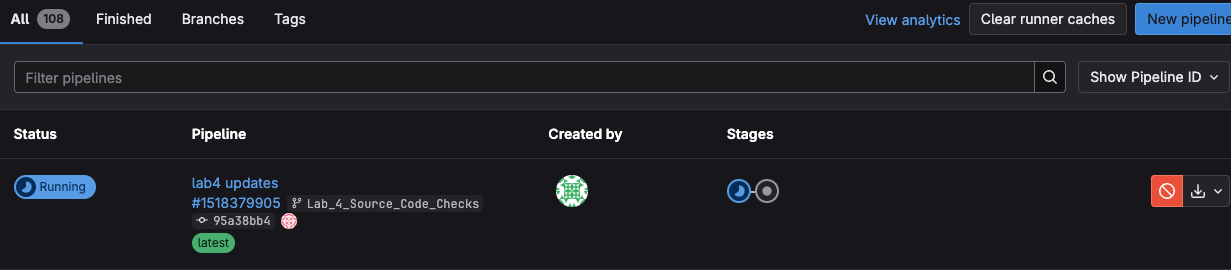 All 108 Finished Branches Tags View analytics Clear runner caches New pipeline
Filter pipelines Show Pipeline ID
Status Pipeline Created by Stages
Running lab4 updates
#1518379905 Lab_4_Source_Code_Checks
95a38bb4
latest